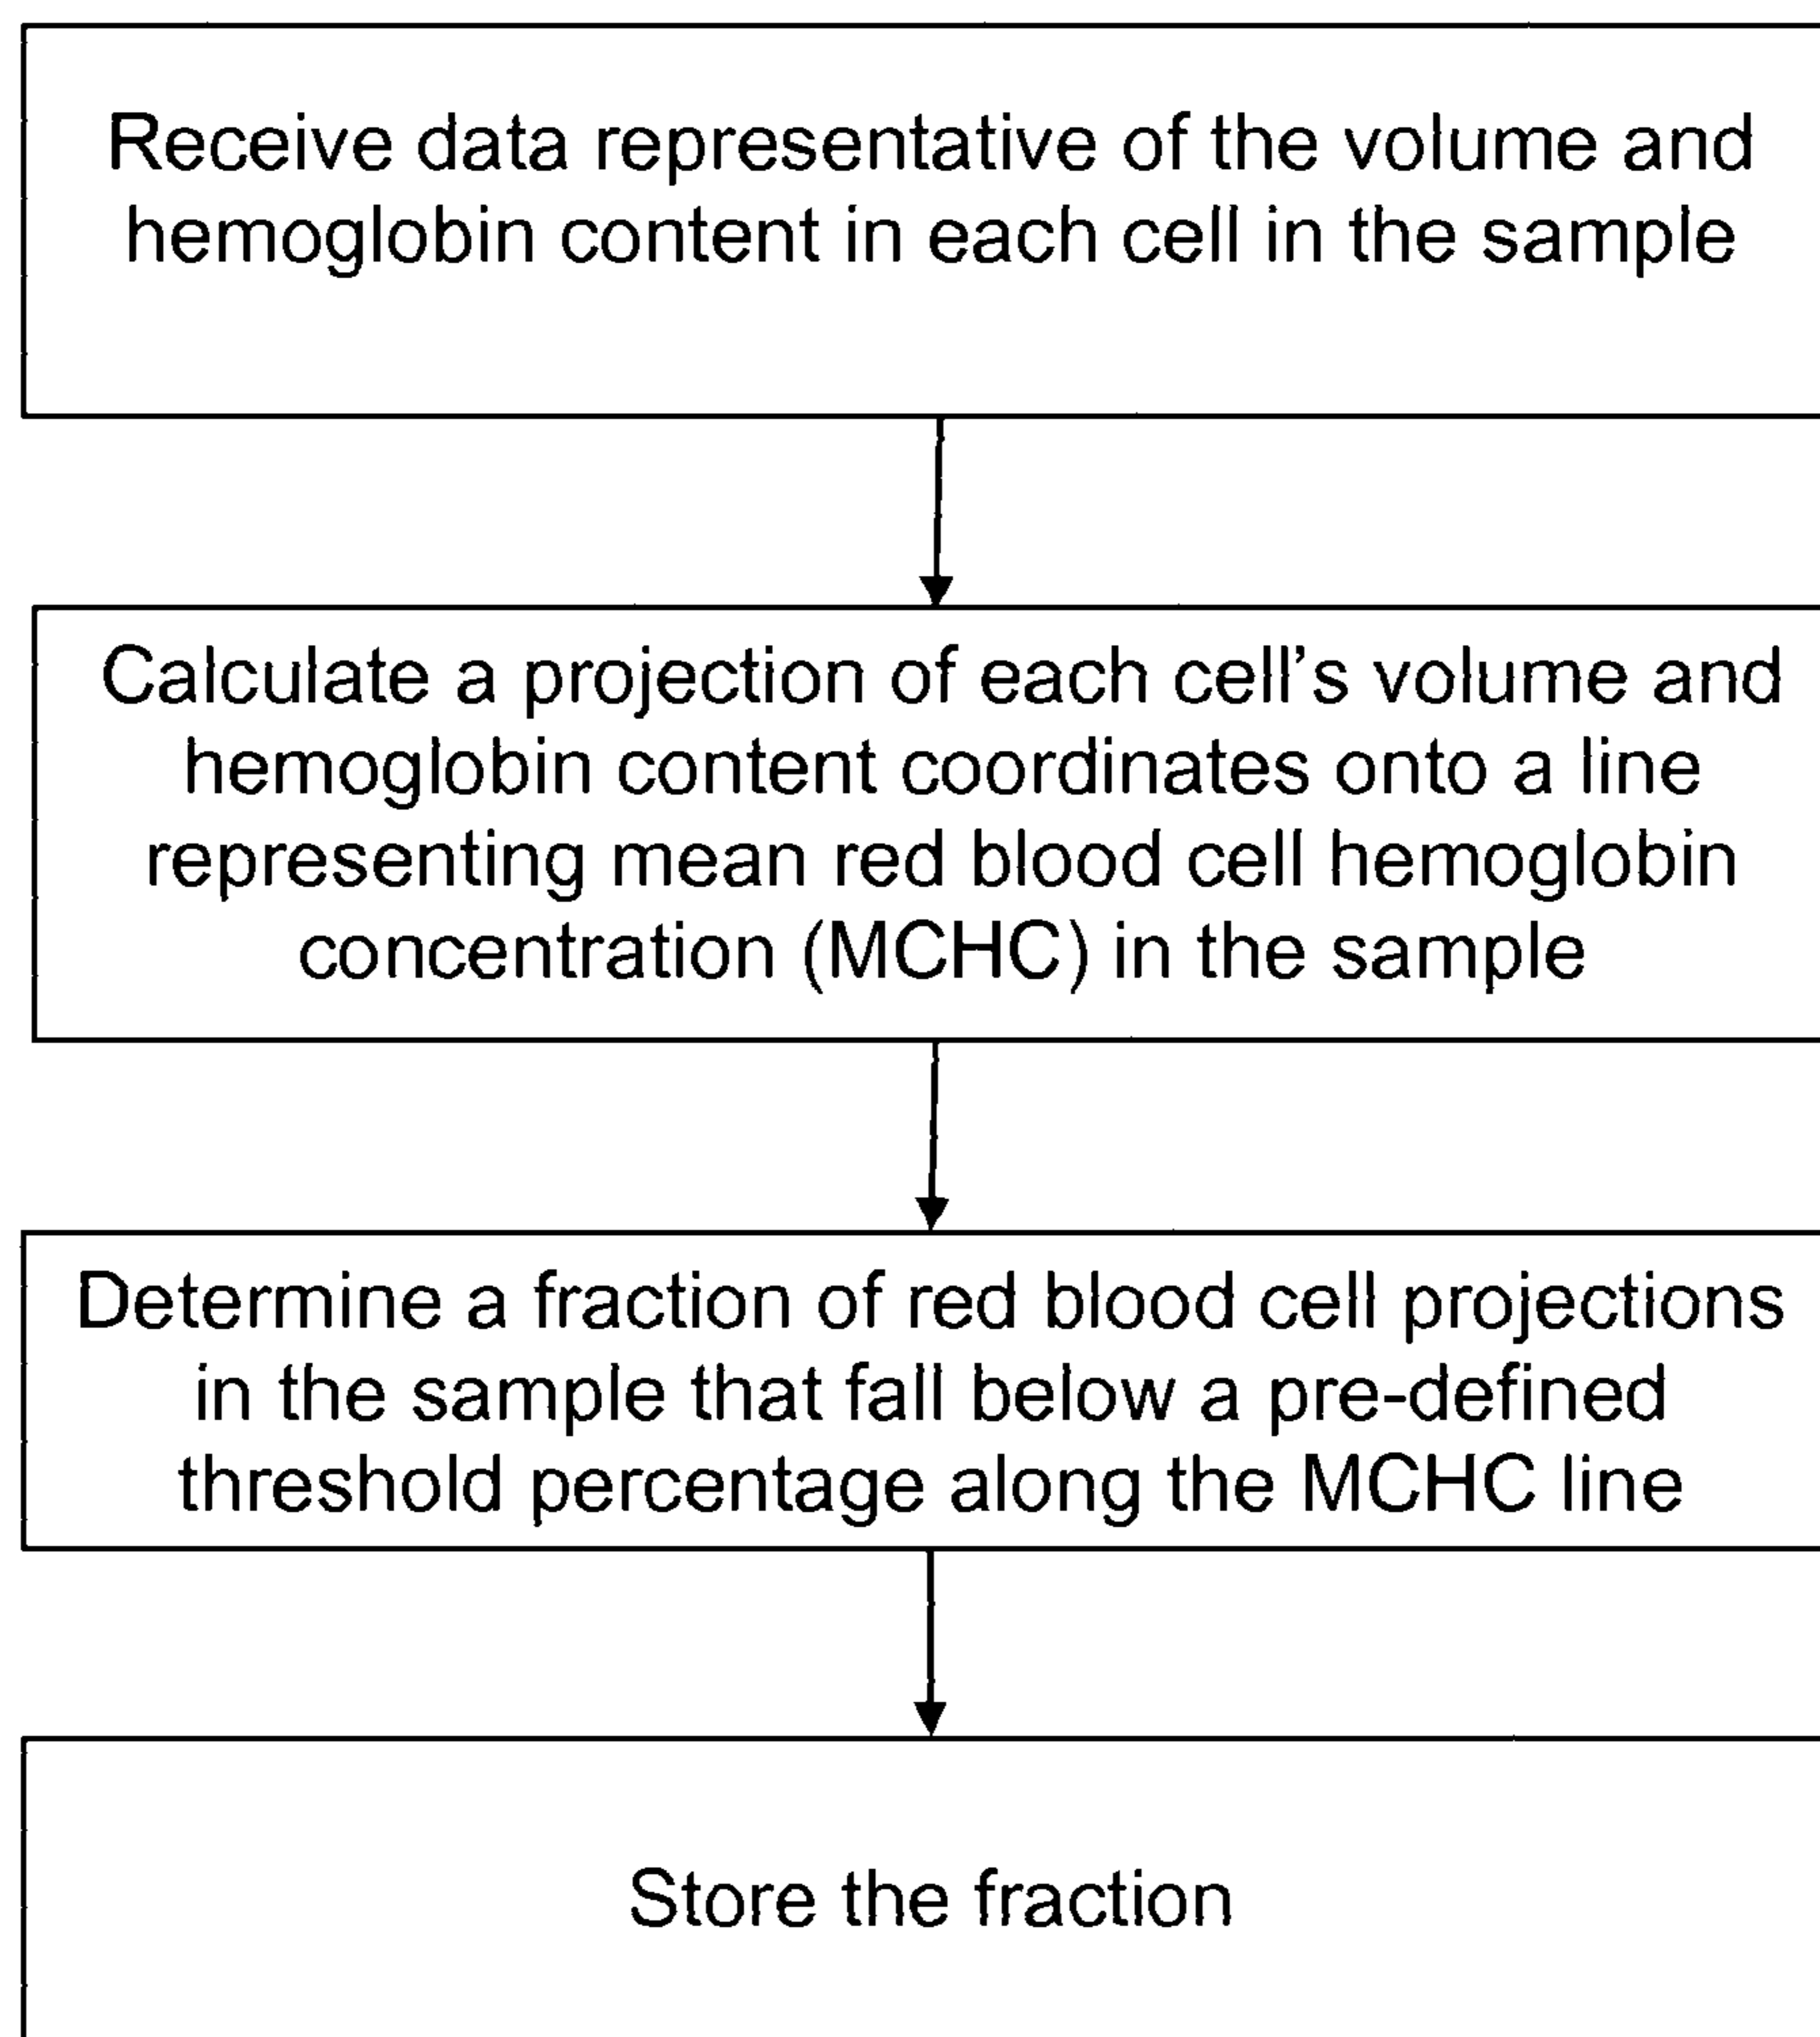 Receive data representative of the volume and
hemoglobin content in each cell in the sample
Calculate a projection of each cell's volume and
hemoglobin content coordinates onto a line
representing mean red blood cell hemoglobin
concentration (MCHC) in the sample
Determine a fraction of red blood cell projections
in the sample that fall below a pre-defined
threshold percentage along the MCHC line
Store the fraction